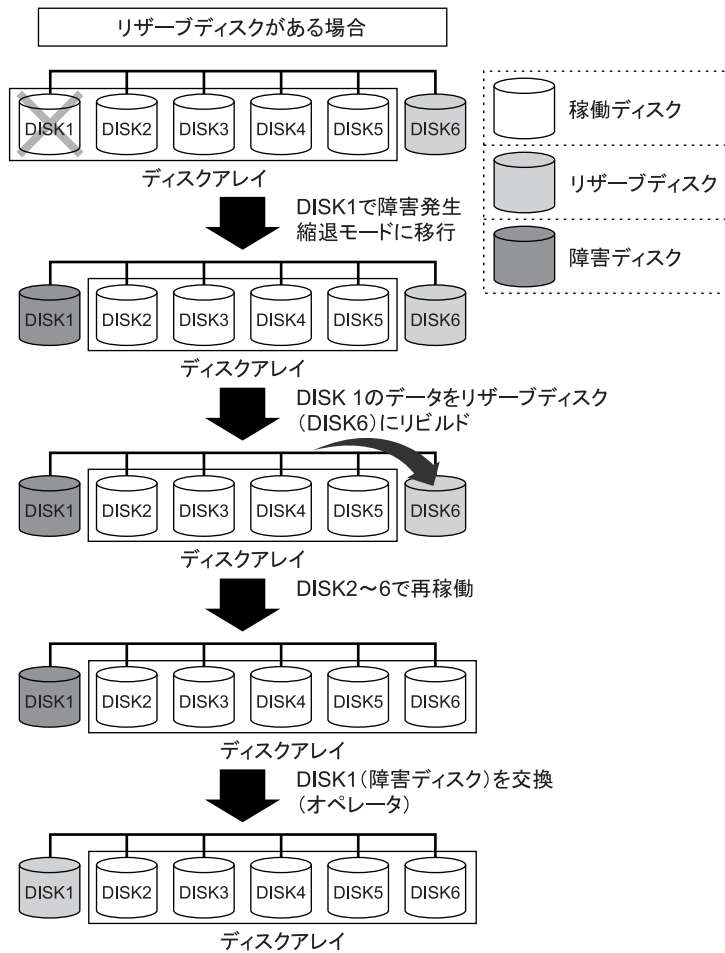 リザーブディスクがある場合
DISK1 DISK2 DISK3 DISK4 DISK5 DISK6
ディスクアレイ
稼働ディスク
リザーブディスク
障害ディスク
DISK1で障害発生
縮退モードに移行
DISK1 DISK2 DISK3 DISK4 DISK5 DISK6
ディスクアレイ
DISK 1のデータをリザーブディスク
（DISK6）にリビルド
DISK1 DISK2 DISK3 DISK4 DISK5 DISK6
ディスクアレイ
DISK2～6で再稼働
DISK1 DISK2 DISK3 DISK4 DISK5 DISK6
ディスクアレイ
DISK1（障害ディスク）を交換
（オペレータ）
DISK1 DISK2 DISK3 DISK4 DISK5 DISK6
ディスクアレイ